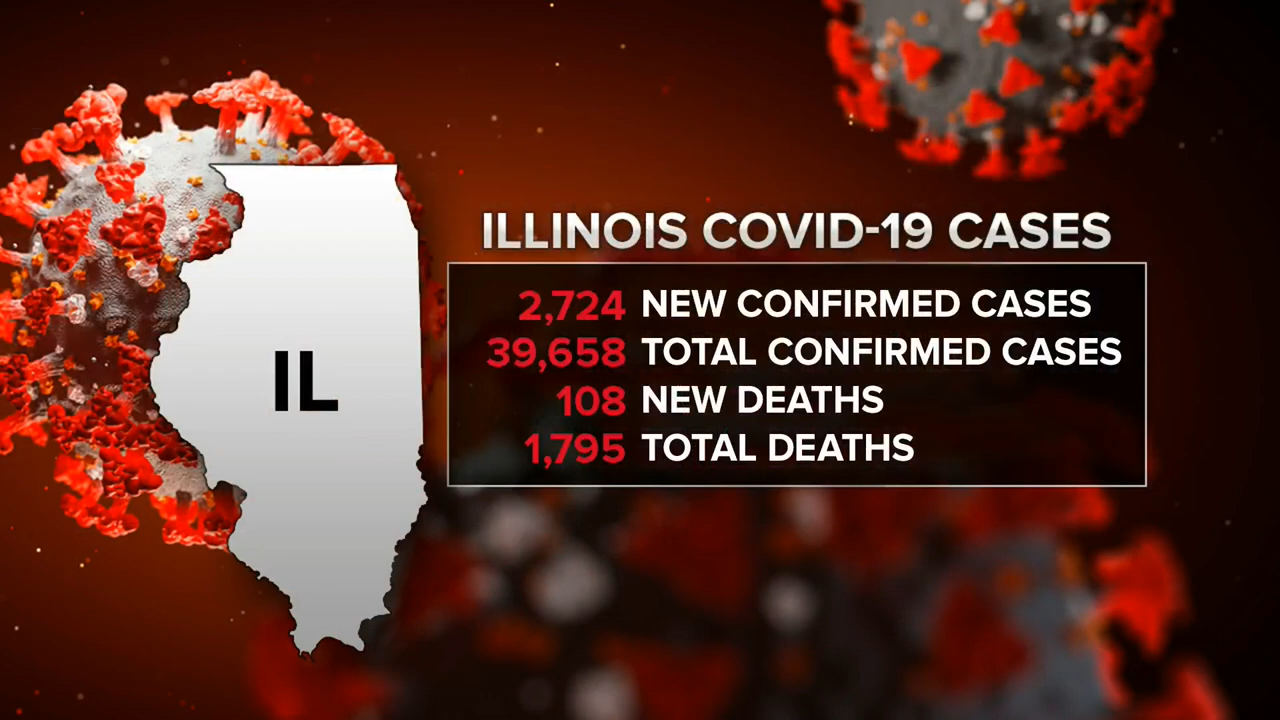 ILLINOIS COVID-19 CASES
2,724 NEW CONFIRMED CASES
39,658 TOTAL CONFIRMED CASES
IL
108 NEW DEATHS
1,795 TOTAL DEATHS